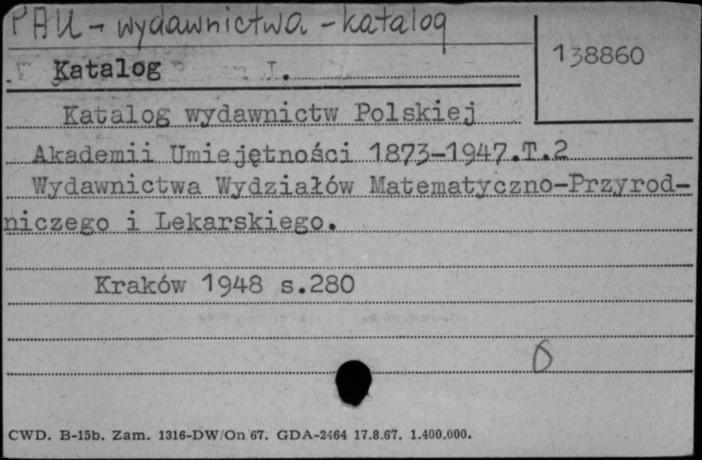 PAU - wydawnictwa - katalog
138860
Katalog I.
Katalog wydawnictw Polskiej
Akademii Umiejętności 1873-1947.T.2
Wydawnictwa Wydziałów Matematyczno-Przyrod-
niczego i Lekarskiego.
Kraków 1948 s.280
CWD. B-15b. Zam. 1316-DW/On 67. GDA-2464 17.8.67. 1.400.000.